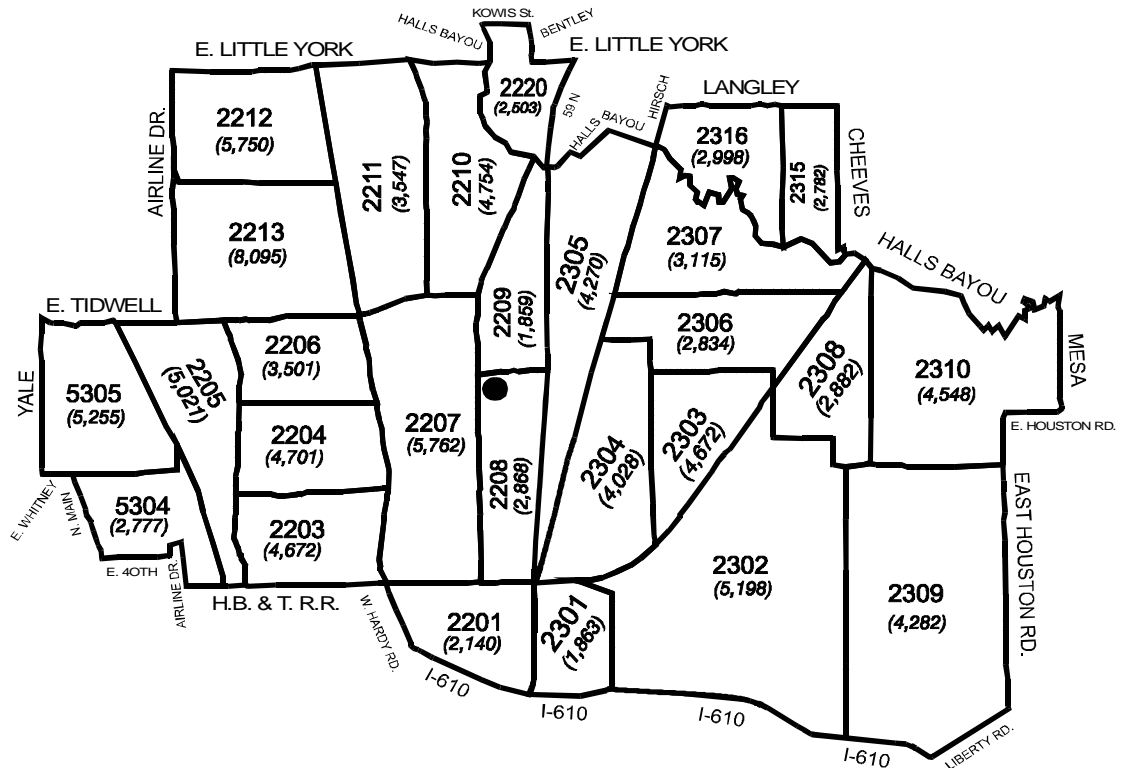 KOWIS St.
HALLS BAYOU
BENTLEY
E. LITTLE YORK
E. LITTLE YORK
2220
(2,503)
59 N
HALLS BAYOU
HIRSCH
LANGLEY
AIRLINE DR.
2212
(5,750)
2211
(3,547)
2210
(4,754)
2316
(2,998)
2315
(2,782)
CHEEVES
2213
(8,095)
2305
(4,270)
2307
(3,115)
HALLS BAYOU
E. TIDWELL
2209
(1,859)
2306
(2,834)
2206
(3,501)
2205
(5,021)
YALE
5305
(5,255)
2308
(2,882)
2310
(4,548)
MESA
2207
(5,762)
2204
(4,701)
2304
(4,028)
2303
(4,672)
E. HOUSTON RD.
2208
(2,868)
E. WHITNEY
N. MAIN
5304
(2,777)
2203
(4,672)
EAST HOUSTON RD.
E. 4OTH
AIRLINE DR.
H.B. & T. R.R.
W. HARDY RD.
2302
(5,198)
2309
(4,282)
2201
(2,140)
2301
(1,863)
I-610
I-610
I-610
I-610
LIBERTY RD.